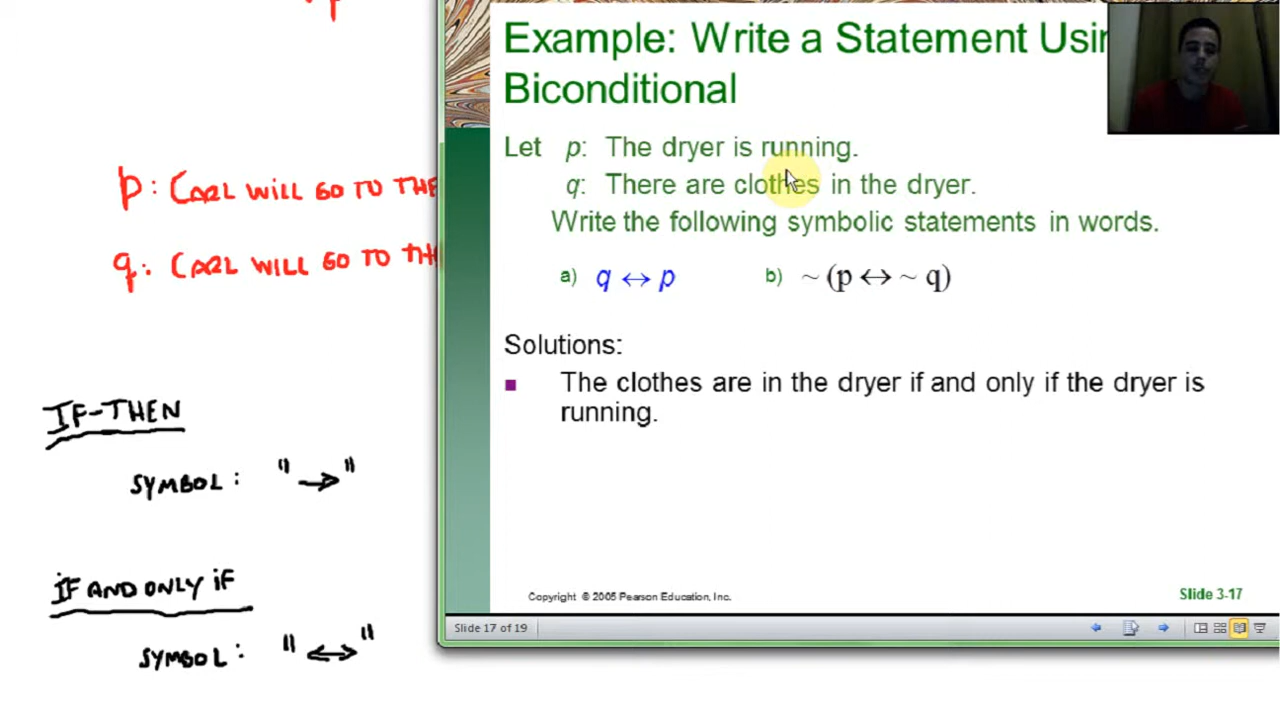 p: CARL WILL GO TO THE
q: CARL WILL GO TO THE
IF-THEN
SYMBOL: "→"
IF AND ONLY IF
SYMBOL: "↔"
Example: Write a Statement Usin
Biconditional
Let p: The dryer is running.
q: There are clothes in the dryer.
Write the following symbolic statements in words.
a) q ↔ p b) ~ (p ↔ ~ q)
Solutions:
■ The clothes are in the dryer if and only if the dryer is
running.
Copyright © 2005 Pearson Education, Inc. Slide 3-17
Slide 17 of 19